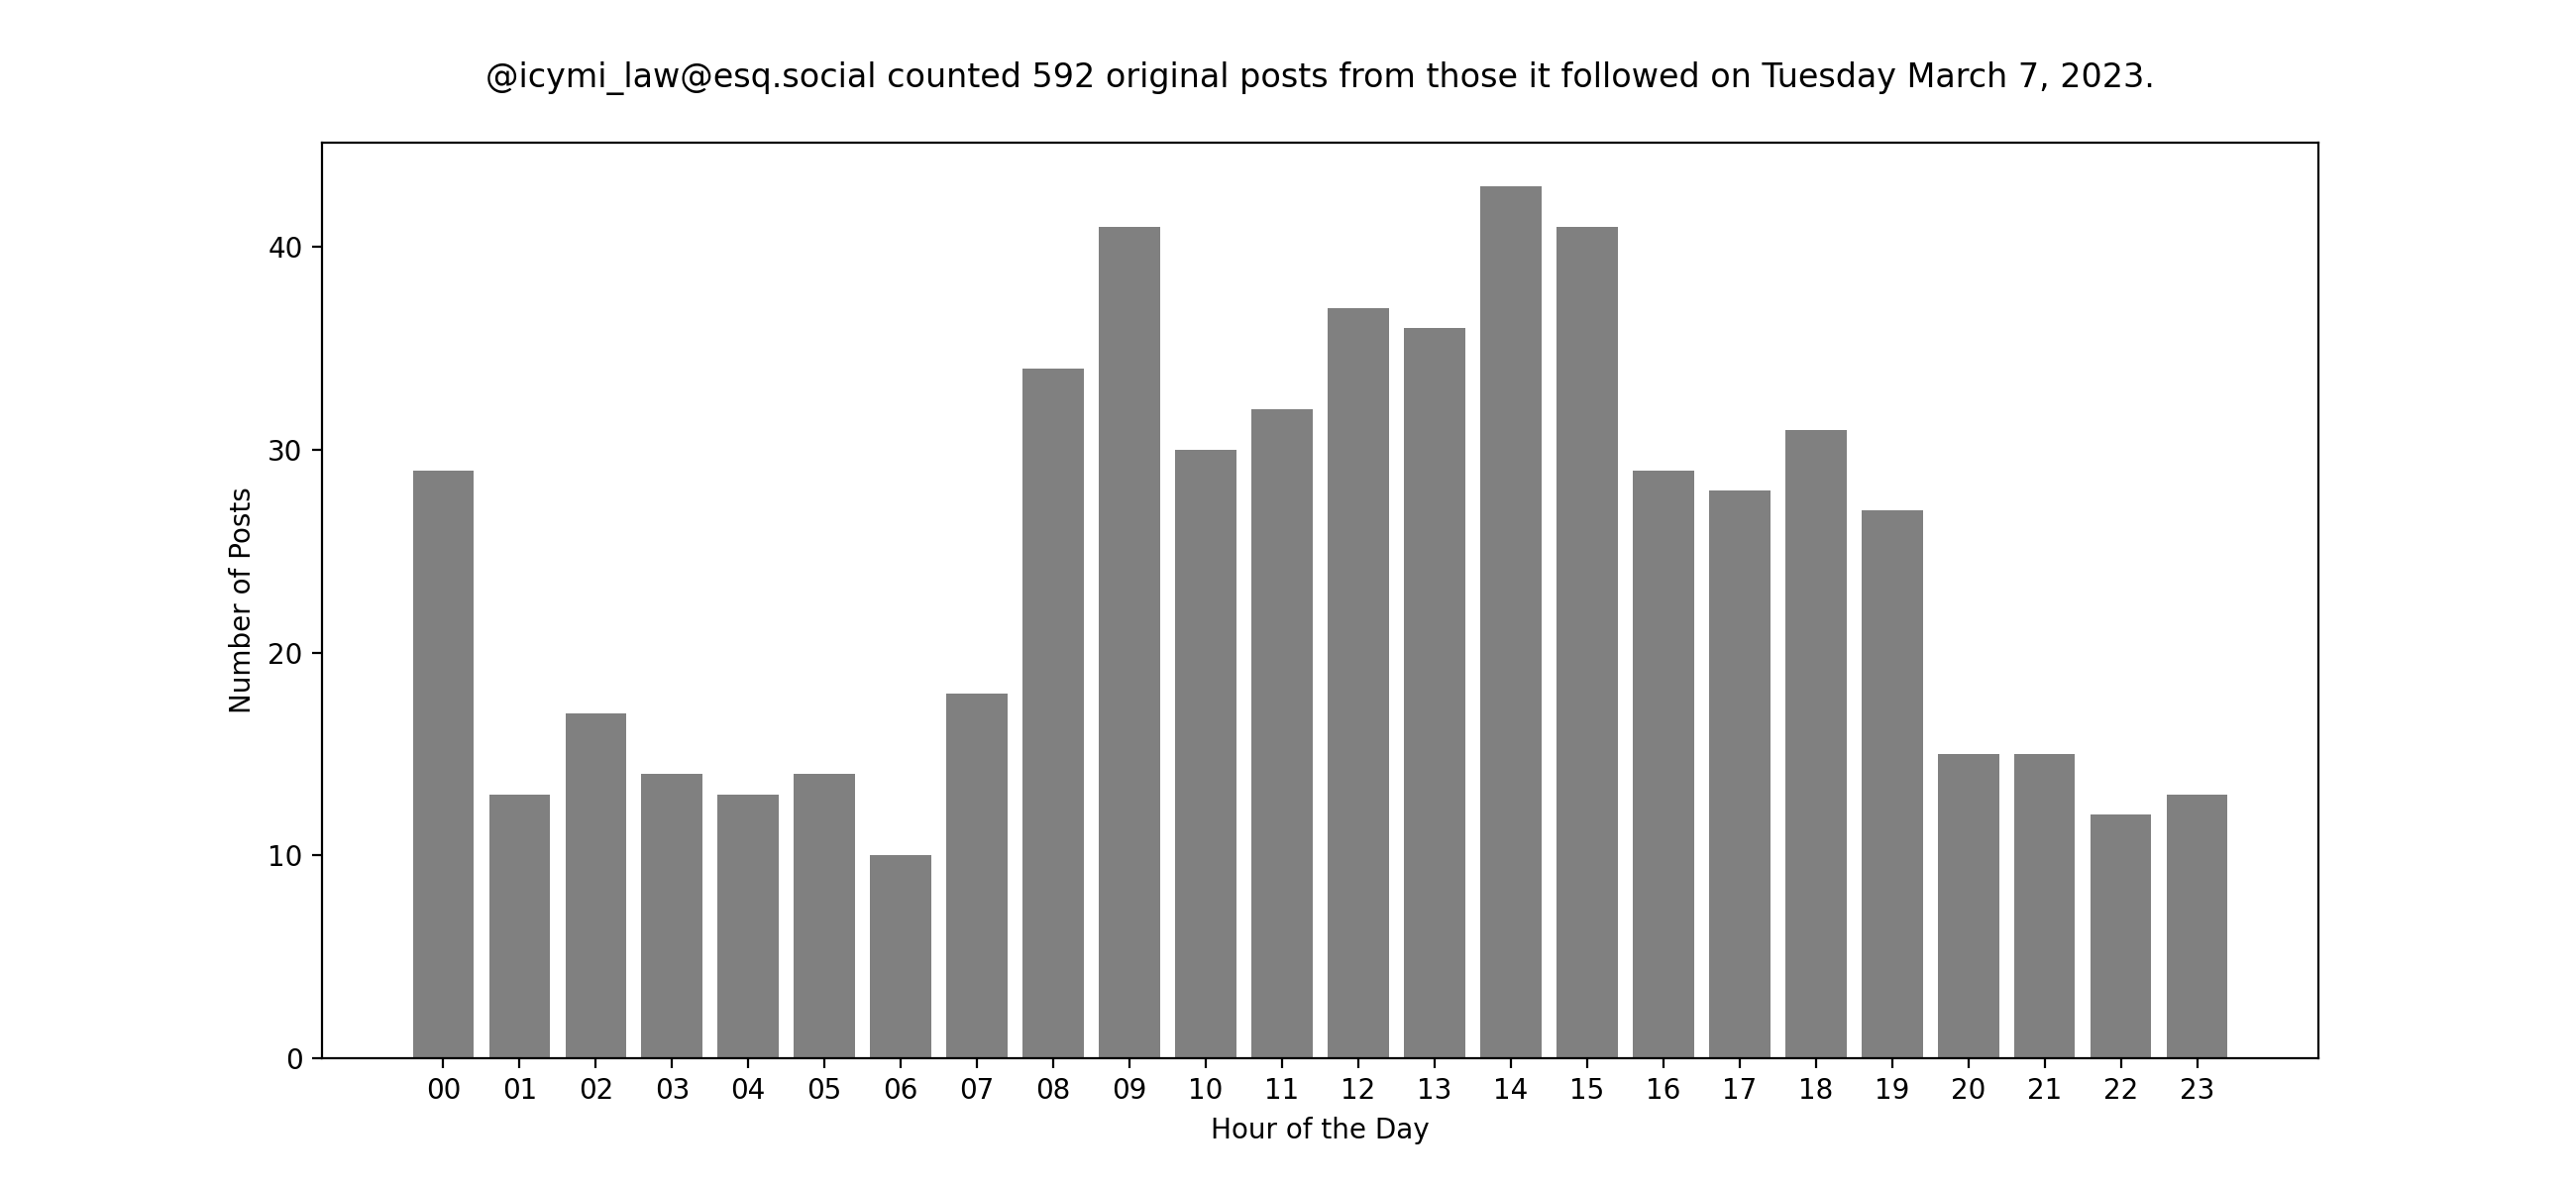 @icymi_law@esq.social counted 592 original posts from those it followed on Tuesday March 7, 2023.
40
30
20
10
0
Number of Posts
00 01 02 03 04 05 06 07 08 09 10 11 12 13 14 15 16 17 18 19 20 21 22 23
Hour of the Day